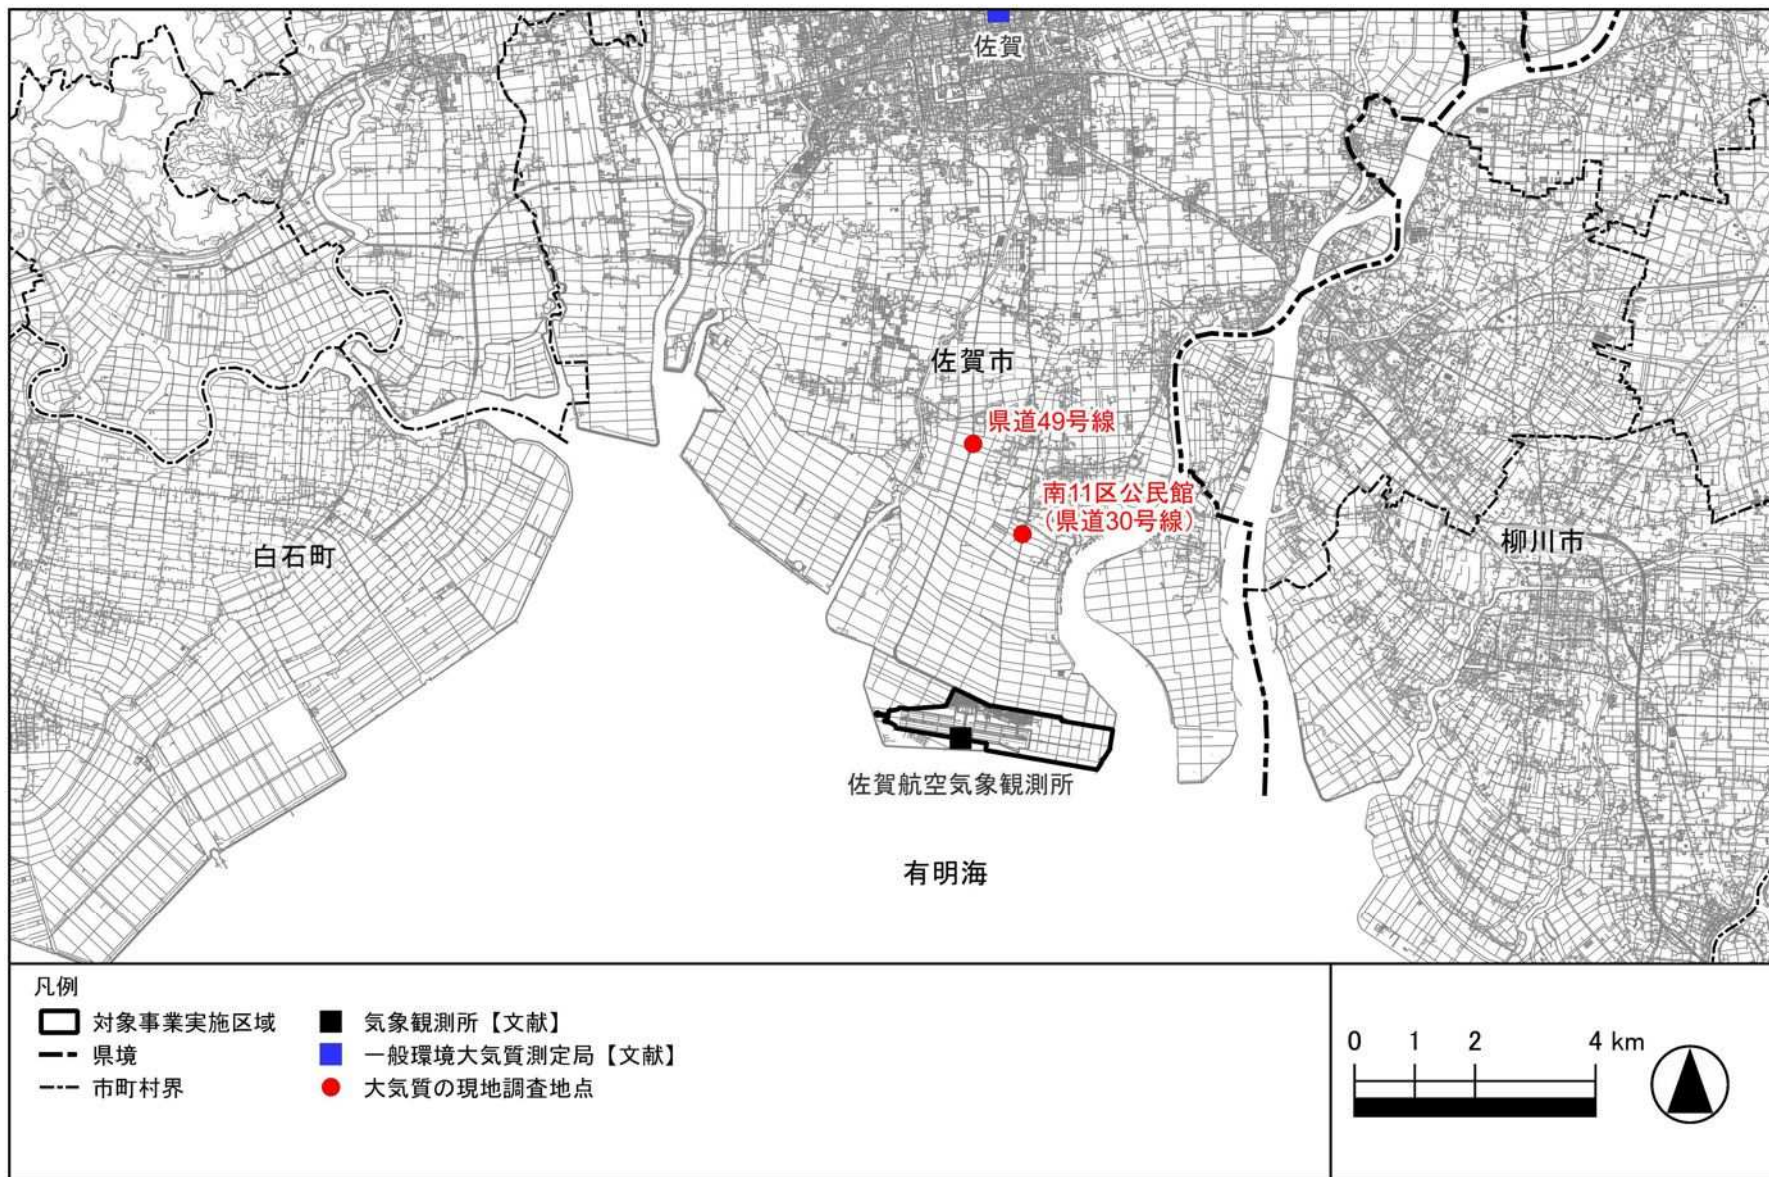 佐賀
佐賀市
県道49号線
南11区公民館
(県道30号線)
白石町
柳川市
佐賀航空気象観測所
有明海
凡例
対象事業実施区域
県境
市町村界
気象観測所【文献】
一般環境大気質測定局【文献】
大気質の現地調査地点
0 1 2 4 km